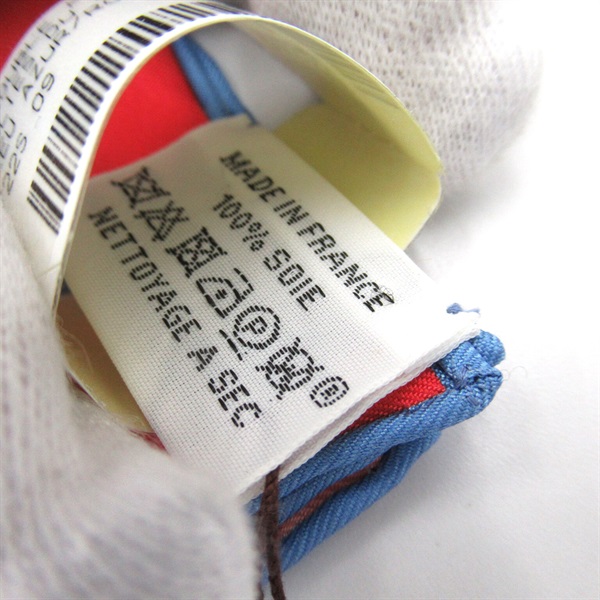 MADE IN FRANCE
100% SOIE
NETTOYAGE A SEC
225 09